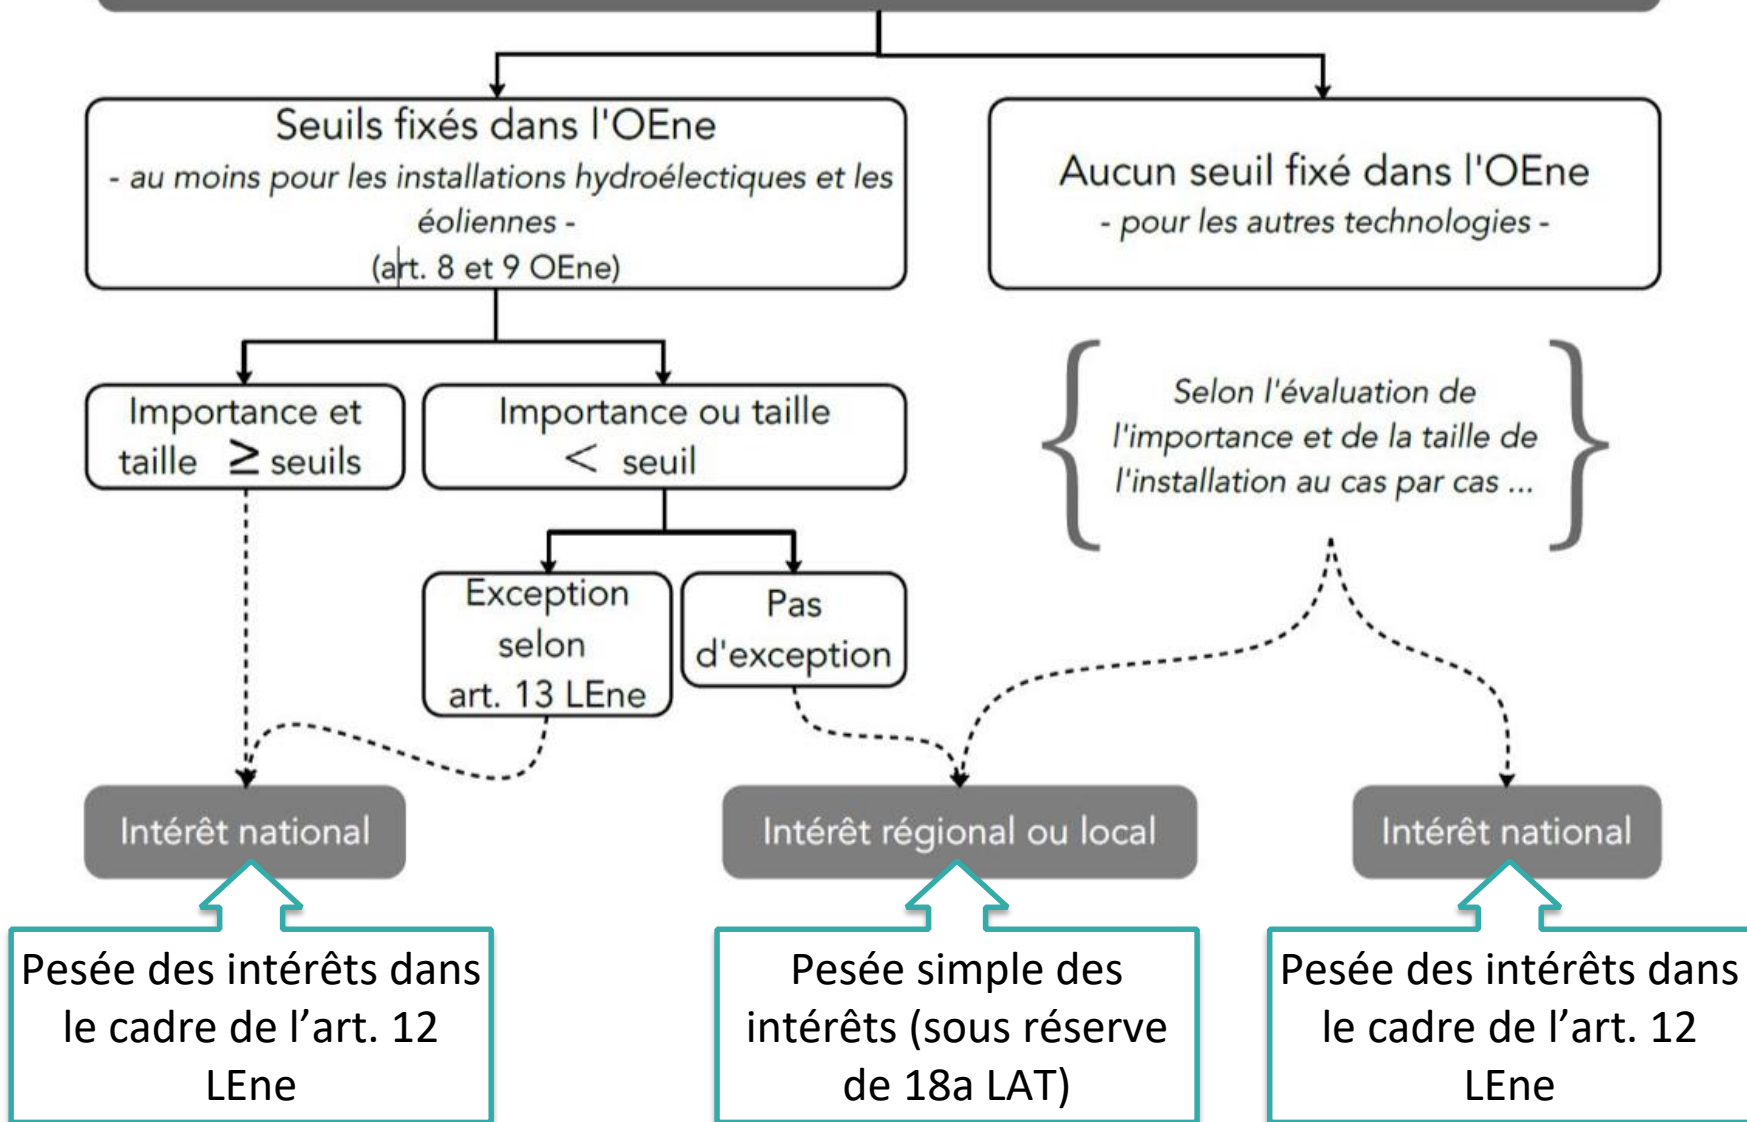 Seuils fixés dans l'OEne
- au moins pour les installations hydroélectiques et les
éoliennes -
(art. 8 et 9 OEne)
Aucun seuil fixé dans l'OEne
- pour les autres technologies -
Importance et
taille ≥ seuils
Importance ou taille
< seuil
Selon l'évaluation de
l'importance et de la taille de
l'installation au cas par cas ...
Exception
selon
art. 13 LEne
Pas
d'exception
Intérêt national
Intérêt régional ou local
Intérêt national
Pesée des intérêts dans
le cadre de l’art. 12
LEne
Pesée simple des
intérêts (sous réserve
de 18a LAT)
Pesée des intérêts dans
le cadre de l’art. 12
LEne